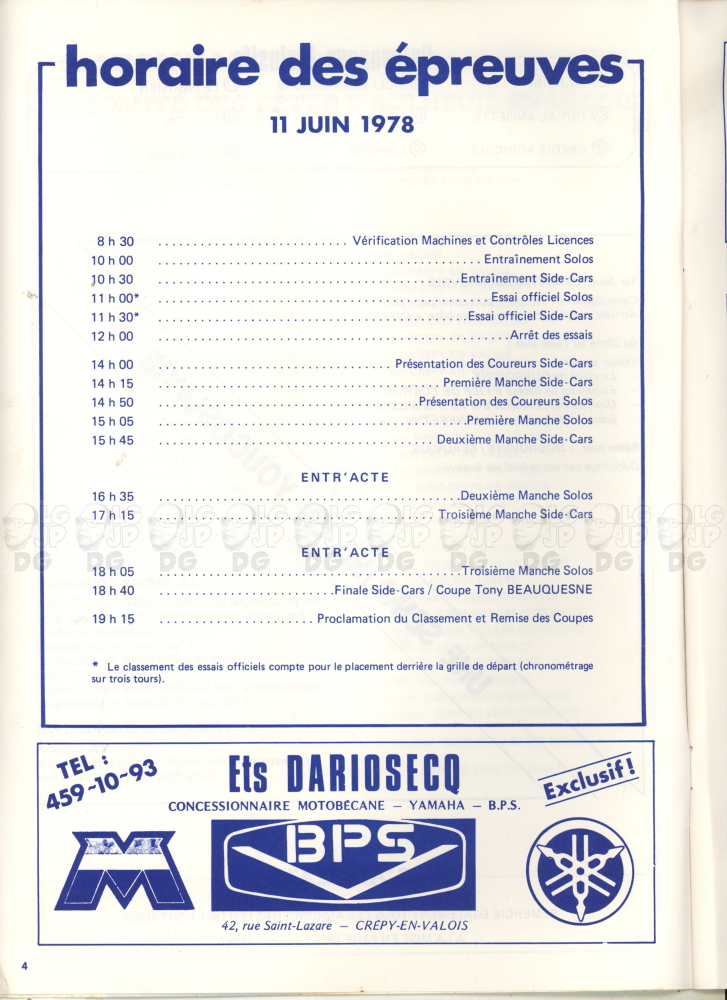 horaire des épreuves
11 JUIN 1978
8 h 30 . . . . . . . . . . . . . . . . . . . . . . . . . . . Vérification Machines et Contrôles Licences
10 h 00 . . . . . . . . . . . . . . . . . . . . . . . . . . . Entraînement Solos
10 h 30 . . . . . . . . . . . . . . . . . . . . . . . . . . . Entraînement Side-Cars
11 h 00* . . . . . . . . . . . . . . . . . . . . . . . . . . . Essai officiel Solos
11 h 30* . . . . . . . . . . . . . . . . . . . . . . . . . . . Essai officiel Side-Cars
12 h 00 . . . . . . . . . . . . . . . . . . . . . . . . . . . Arrêt des essais
14 h 00 . . . . . . . . . . . . . . . . . . . . . . . . . . . Présentation des Coureurs Side-Cars
14 h 15 . . . . . . . . . . . . . . . . . . . . . . . . . . . Première Manche Side-Cars
14 h 50 . . . . . . . . . . . . . . . . . . . . . . . . . . . Présentation des Coureurs Solos
15 h 05 . . . . . . . . . . . . . . . . . . . . . . . . . . . Première Manche Solos
15 h 45 . . . . . . . . . . . . . . . . . . . . . . . . . . . Deuxième Manche Side-Cars
ENTR'ACTE
16 h 35 . . . . . . . . . . . . . . . . . . . . . . . . . . . Deuxième Manche Solos
17 h 15 . . . . . . . . . . . . . . . . . . . . . . . . . . . Troisième Manche Side-Cars
ENTR'ACTE
18 h 05 . . . . . . . . . . . . . . . . . . . . . . . . . . . Troisième Manche Solos
18 h 40 . . . . . . . . . . . . . . . . . . . . . . . . . Finale Side-Cars / Coupe Tony BEAUQUESNE
19 h 15 . . . . . . . . . . . . . . . . . . . . . . Proclamation du Classement et Remise des Coupes
* Le classement des essais officiels compte pour le placement derrière la grille de départ (chronométrage
sur trois tours).
TEL :
459-10-93
Ets DARIOSECQ
Exclusif !
CONCESSIONNAIRE MOTOBÉCANE — YAMAHA — B.P.S.
M
BPS
42, rue Saint-Lazare — CRÉPY-EN-VALOIS
4
LG JP DG